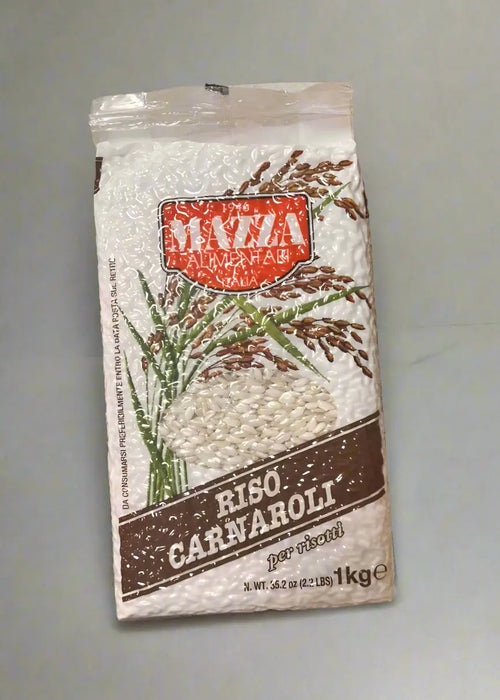 1946
MAZZA
ALIMENTARI
ITALIA
DA CONSUMARSI PREFERIBILMENTE ENTRO LA DATA POSTA SUL RETRO
RISO
CARNAROLI
per risotti
N. WT. 35.2 oz (2.2 LBS) 1kg e